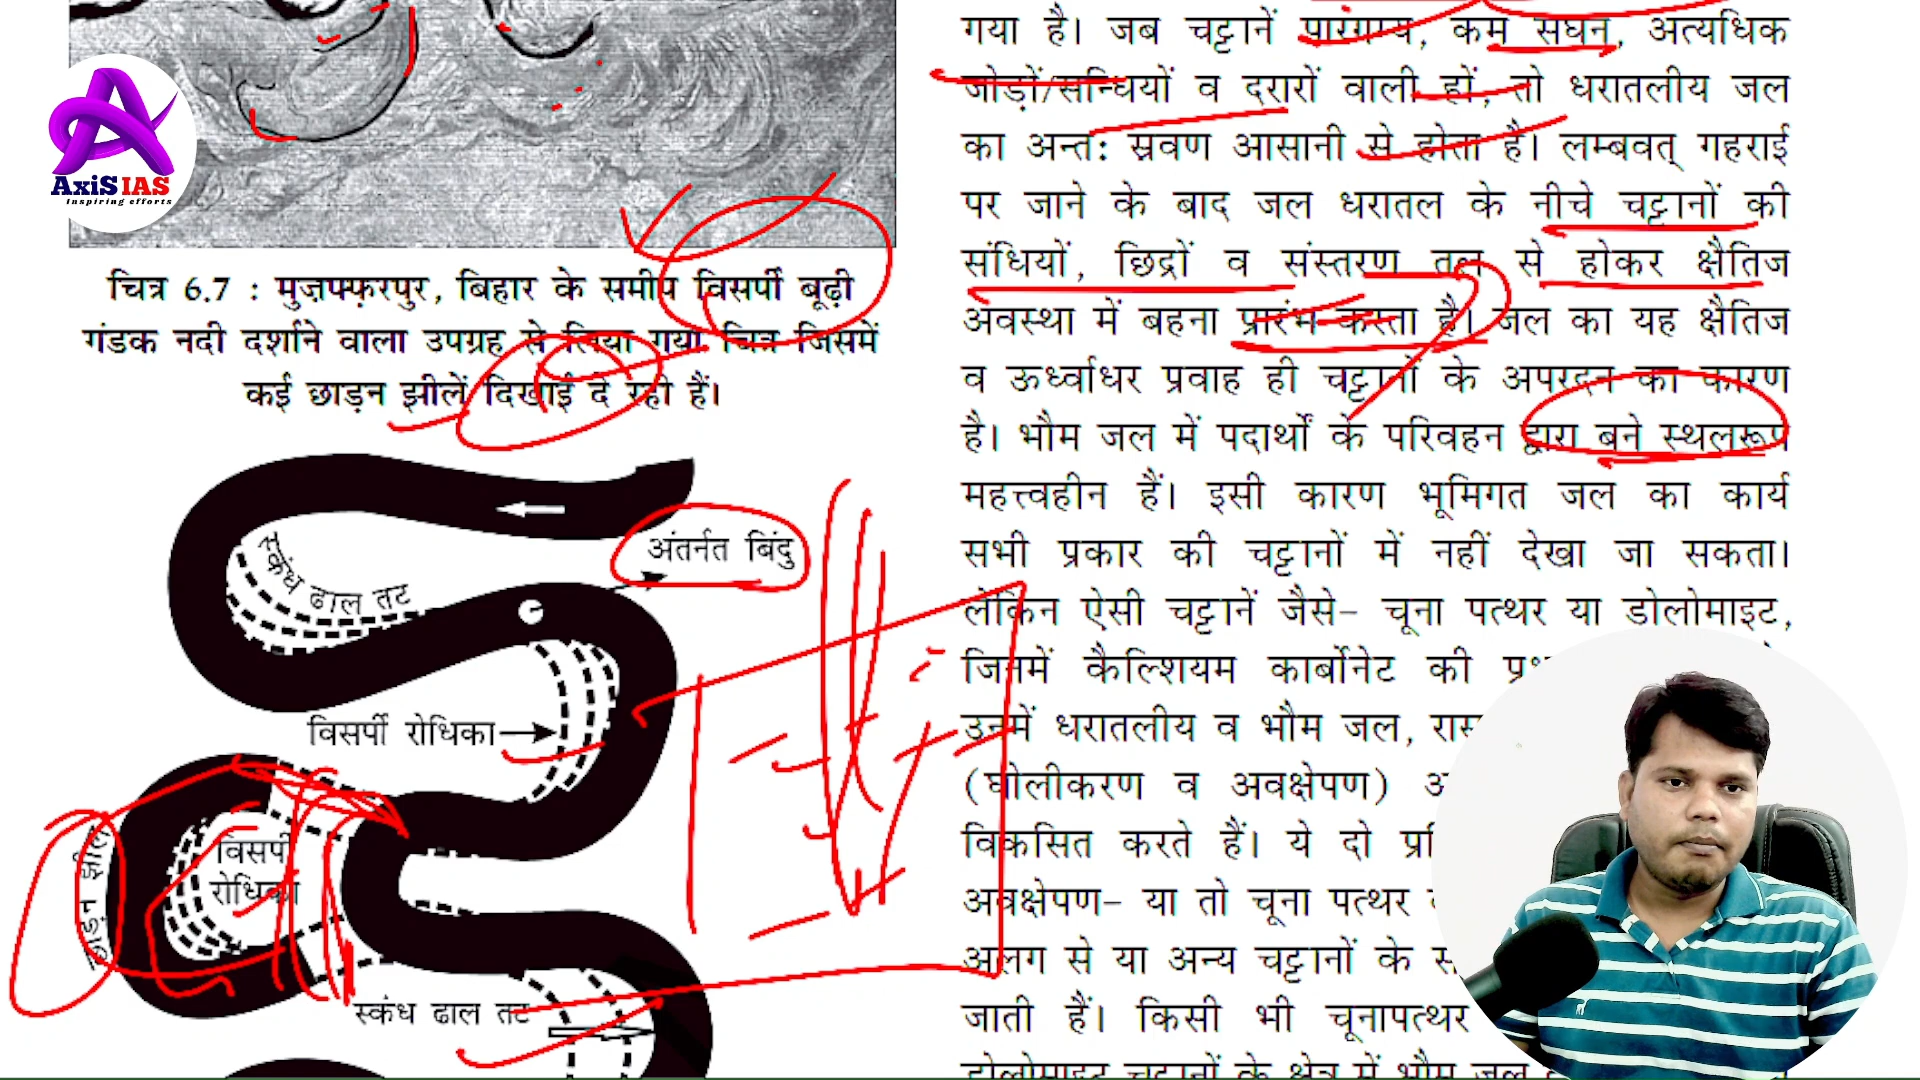 AxiS IAS
Inspiring efforts
चित्र 6.7 : मुज़फ्फ़रपुर, बिहार के समीप विसर्पी बूढ़ी
गंडक नदी दर्शाने वाला उपग्रह से लिया गया चित्र जिसमें
कई छाड़न झीलें दिखाई दे रही हैं।
अंतर्नत बिंदु
स्कंध ढाल तट
विसर्पी रोधिका
छाड़न झील
विसर्पी
रोधिका
स्कंध ढाल तट
गया है। जब चट्टानें पारगम्य, कम सघन, अत्यधिक
जोड़ों/सन्धियों व दरारों वाली हों, तो धरातलीय जल
का अन्त: स्रवण आसानी से होता है। लम्बवत् गहराई
पर जाने के बाद जल धरातल के नीचे चट्टानों की
संधियों, छिद्रों व संस्तरण तल से होकर क्षैतिज
अवस्था में बहना प्रारंभ करता है। जल का यह क्षैतिज
व ऊर्ध्वाधर प्रवाह ही चट्टानों के अपरदन का कारण
है। भौम जल में पदार्थों के परिवहन द्वारा बने स्थलरूप
महत्त्वहीन हैं। इसी कारण भूमिगत जल का कार्य
सभी प्रकार की चट्टानों में नहीं देखा जा सकता।
लेकिन ऐसी चट्टानें जैसे– चूना पत्थर या डोलोमाइट,
जिनमें कैल्शियम कार्बोनेट की
उनमें धरातलीय व भौम जल,
(घोलीकरण व अवक्षेपण)
विकसित करते हैं। ये दो
अवक्षेपण– या तो चूना पत्थर
अलग से या अन्य चट्टानों के
जाती हैं। किसी भी चूनापत्थर
डोलोमाइट चट्टानों के क्षेत्र में भौम जल